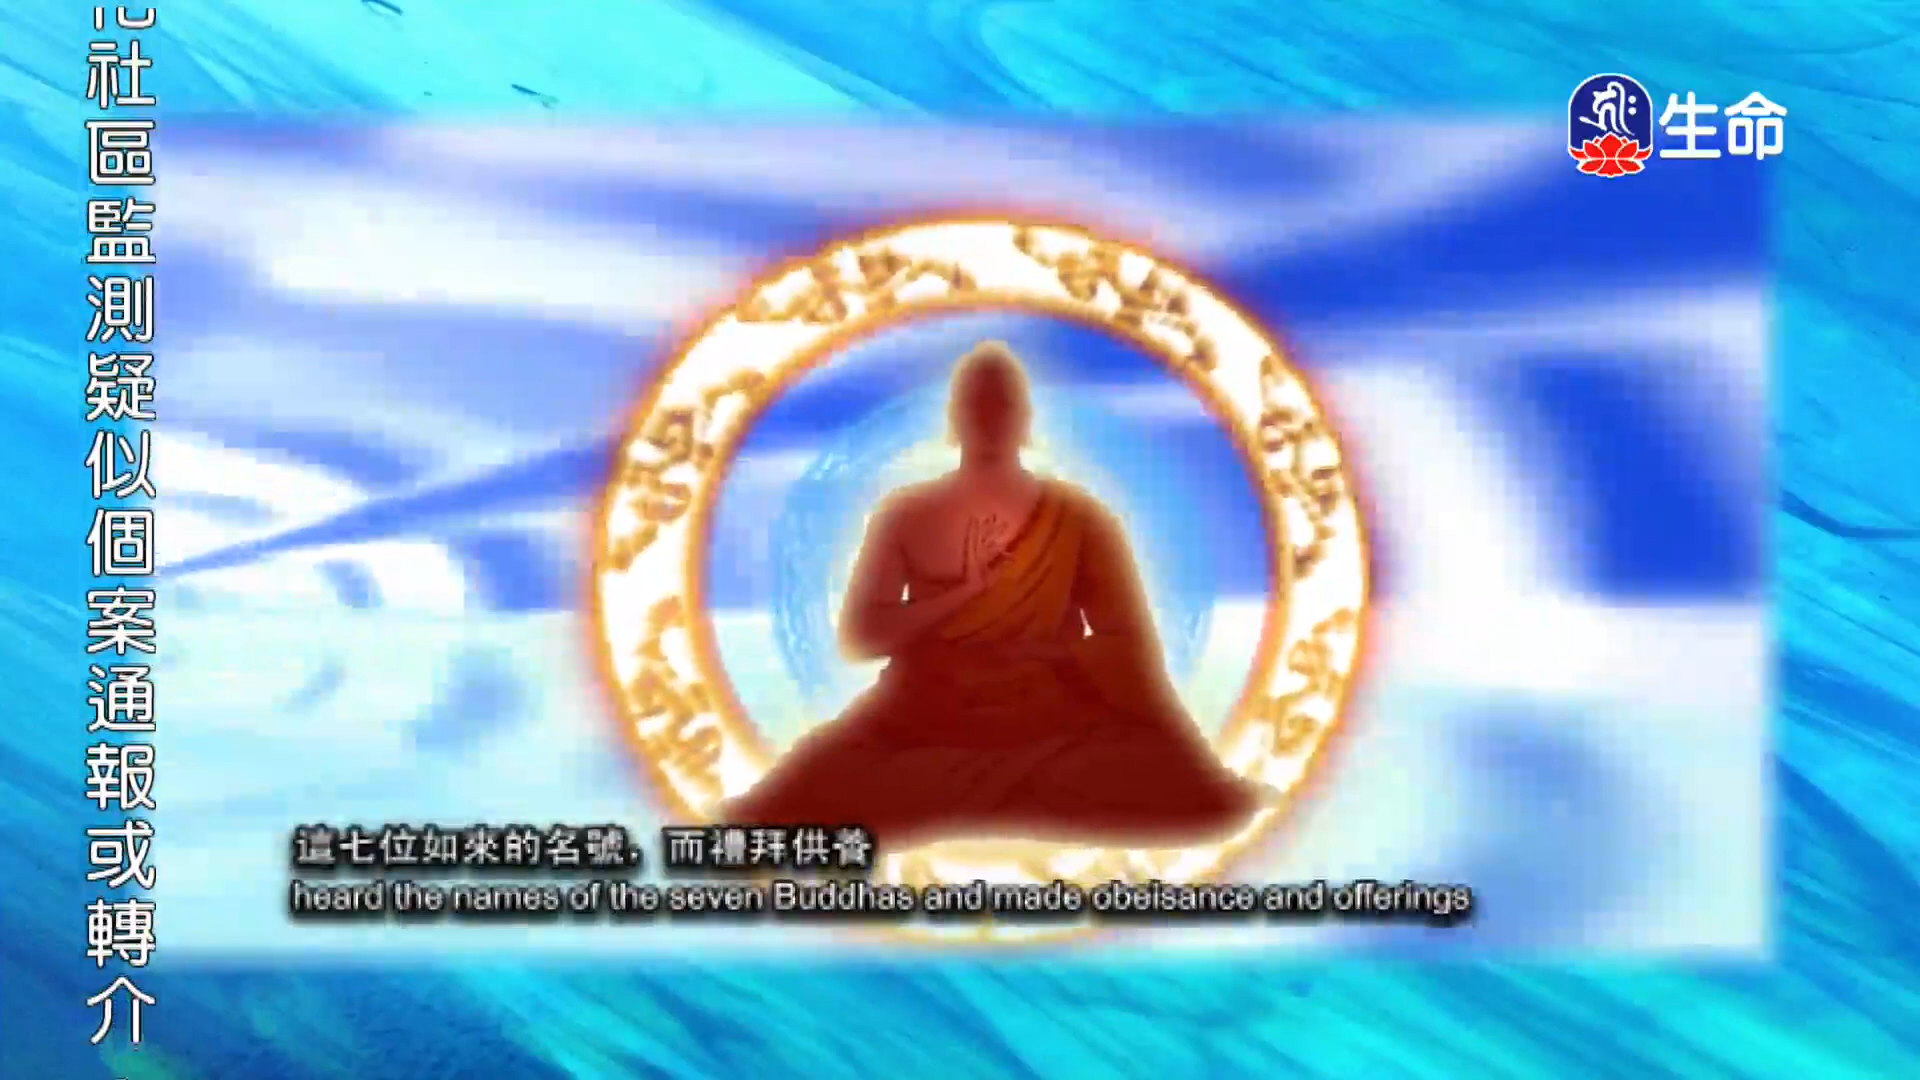 社區監測疑似個案通報或轉介
生命
這七位如來的名號，而禮拜供養
heard the names of the seven Buddhas and made obeisance and offerings